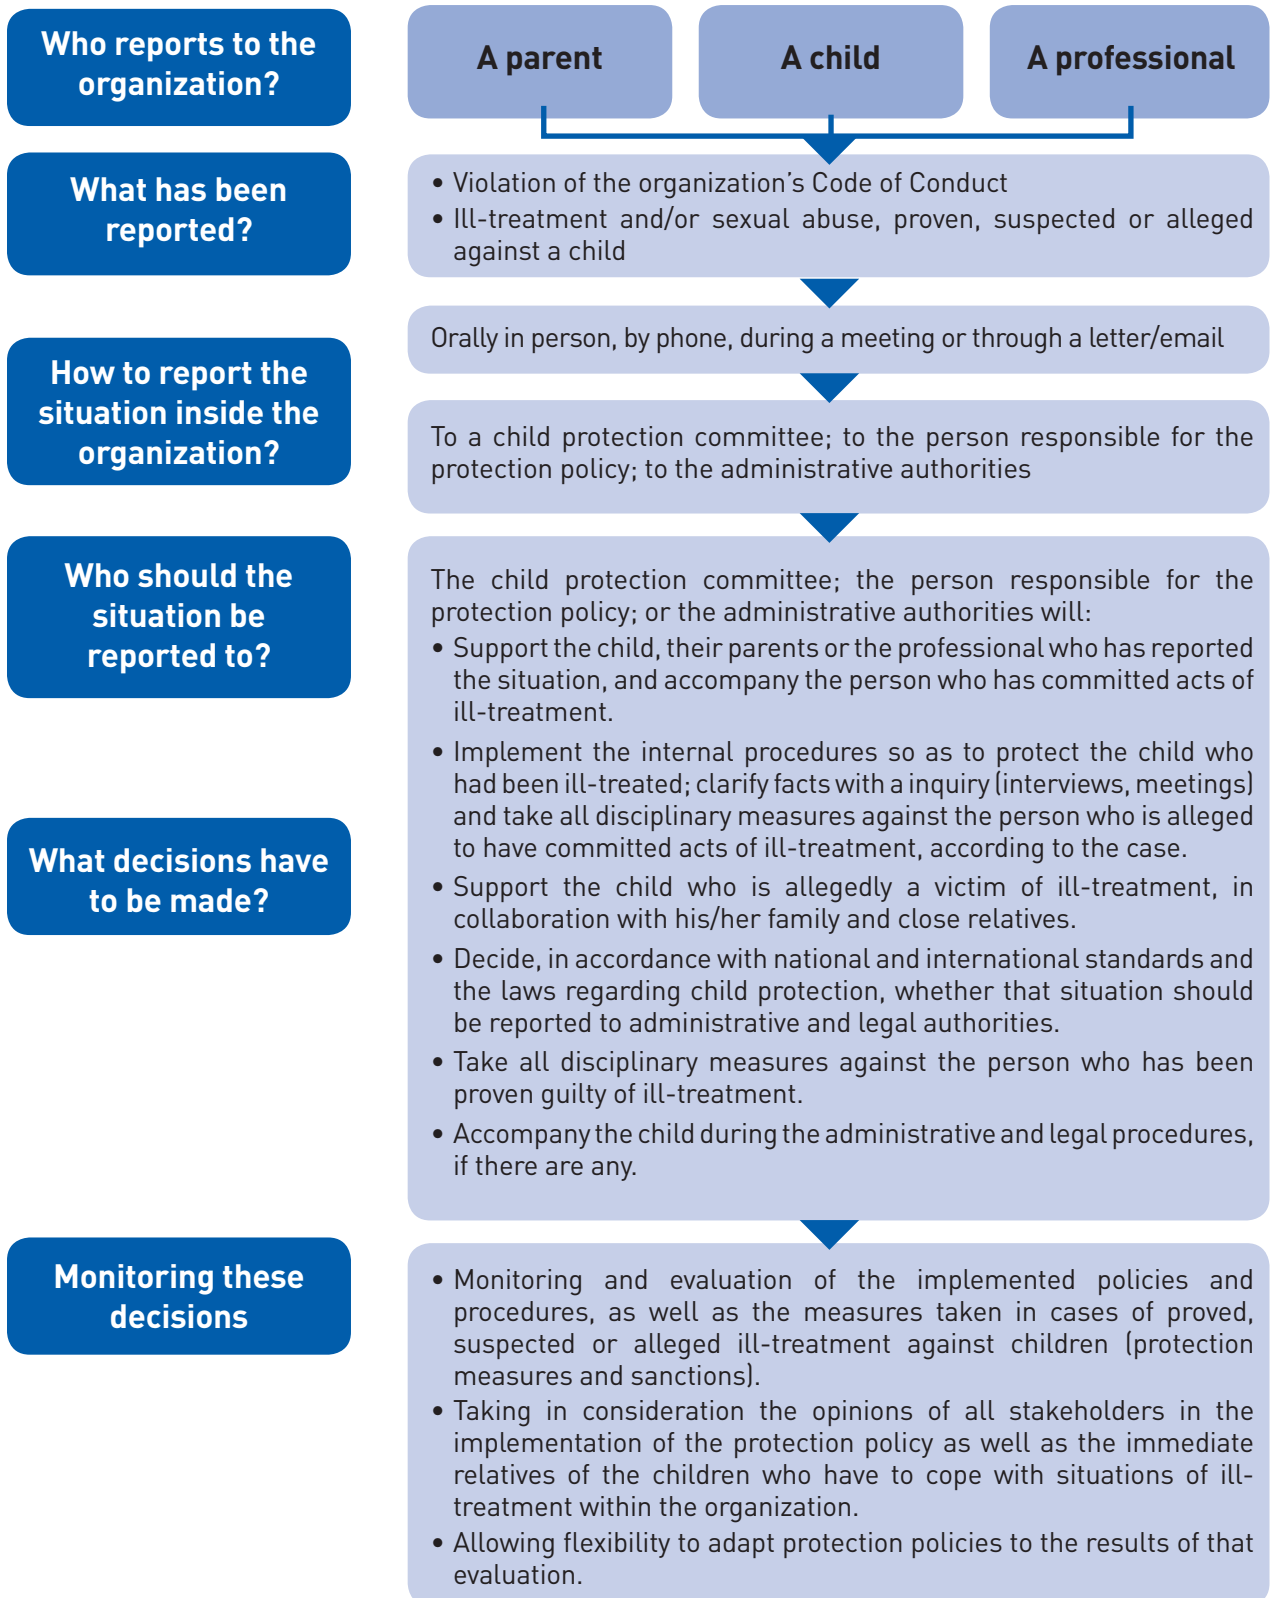 Who reports to the
organization?
A parent
A child
A professional
What has been
reported?
• Violation of the organization's Code of Conduct
• Ill-treatment and/or sexual abuse, proven, suspected or alleged
against a child
How to report the
situation inside the
organization?
Orally in person, by phone, during a meeting or through a letter/email
To a child protection committee; to the person responsible for the
protection policy; to the administrative authorities
Who should the
situation be
reported to?
What decisions have
to be made?
The child protection committee; the person responsible for the
protection policy; or the administrative authorities will:
• Support the child, their parents or the professional who has reported
the situation, and accompany the person who has committed acts of
ill-treatment.
• Implement the internal procedures so as to protect the child who
had been ill-treated; clarify facts with a inquiry (interviews, meetings)
and take all disciplinary measures against the person who is alleged
to have committed acts of ill-treatment, according to the case.
• Support the child who is allegedly a victim of ill-treatment, in
collaboration with his/her family and close relatives.
• Decide, in accordance with national and international standards and
the laws regarding child protection, whether that situation should
be reported to administrative and legal authorities.
• Take all disciplinary measures against the person who has been
proven guilty of ill-treatment.
• Accompany the child during the administrative and legal procedures,
if there are any.
Monitoring these
decisions
• Monitoring and evaluation of the implemented policies and
procedures, as well as the measures taken in cases of proved,
suspected or alleged ill-treatment against children (protection
measures and sanctions).
• Taking in consideration the opinions of all stakeholders in the
implementation of the protection policy as well as the immediate
relatives of the children who have to cope with situations of ill-
treatment within the organization.
• Allowing flexibility to adapt protection policies to the results of that
evaluation.